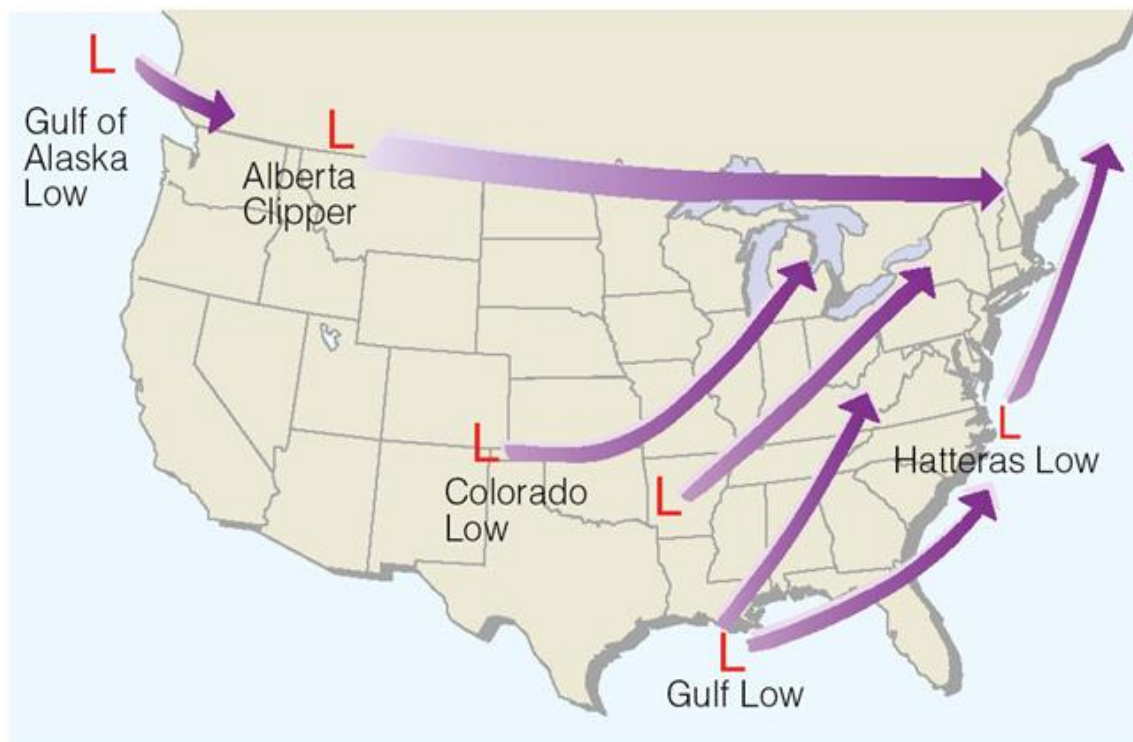 L
Gulf of
Alaska
Low
L
Alberta
Clipper
L
Colorado
Low
L
L
Hatteras Low
L
Gulf Low